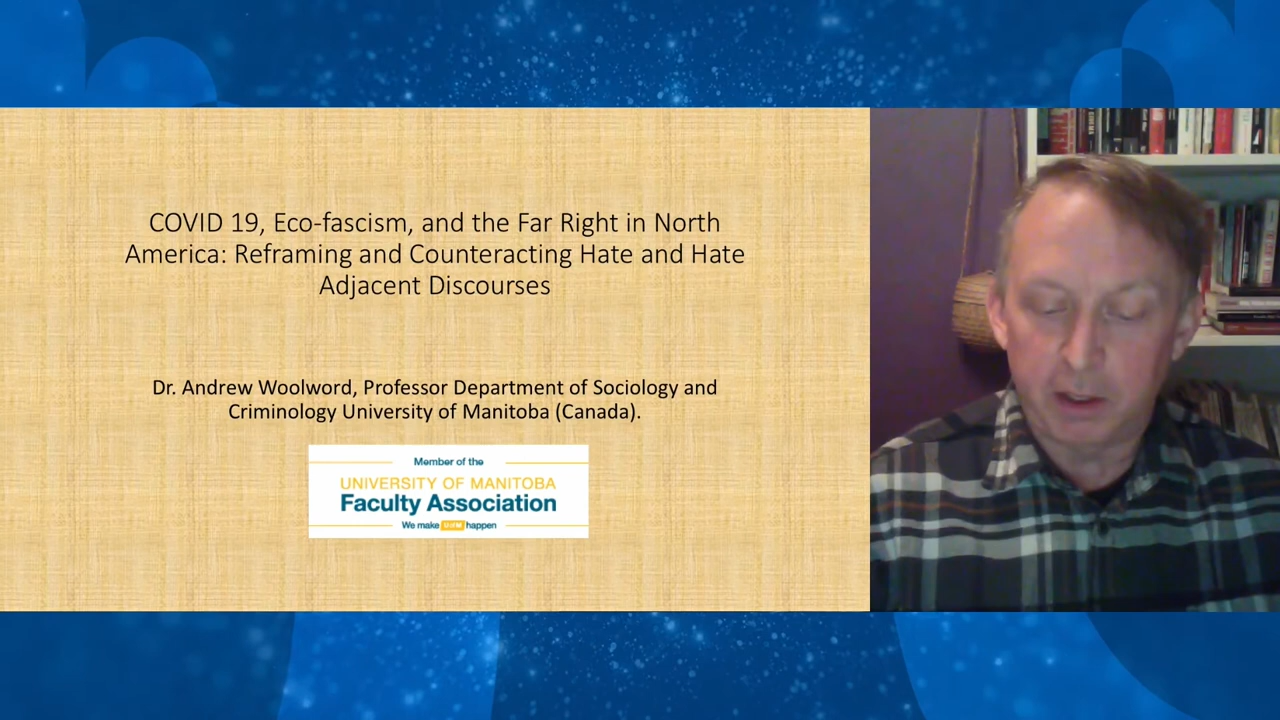 COVID 19, Eco-fascism, and the Far Right in North
America: Reframing and Counteracting Hate and Hate
Adjacent Discourses
Dr. Andrew Woolword, Professor Department of Sociology and
Criminology University of Manitoba (Canada).
Member of the
UNIVERSITY OF MANITOBA
Faculty Association
We make UofM happen